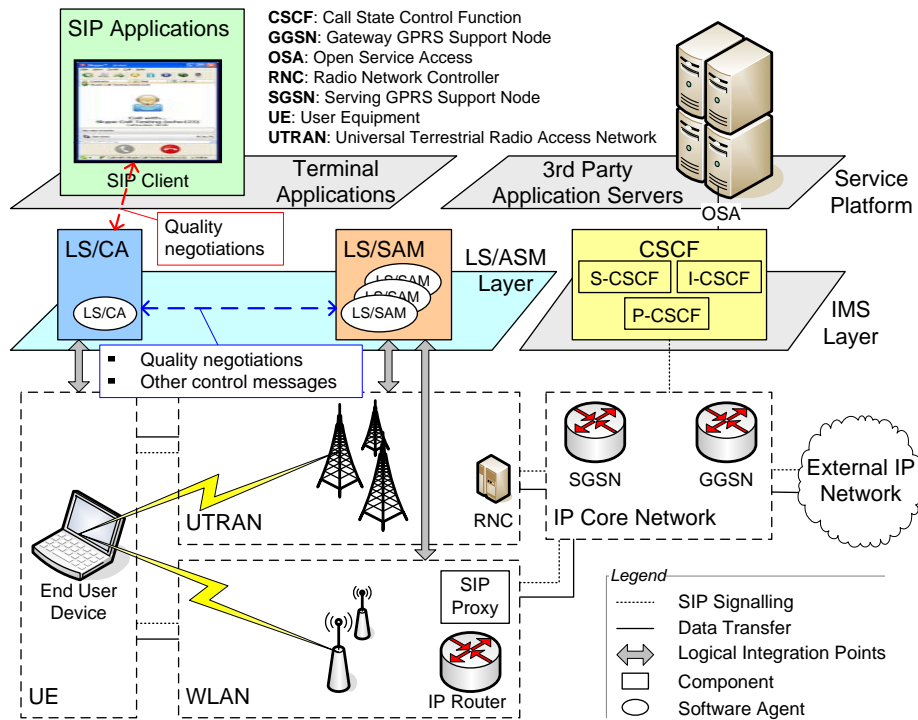 SIP Applications
SIP Client
CSCF: Call State Control Function
GGSN: Gateway GPRS Support Node
OSA: Open Service Access
RNC: Radio Network Controller
SGSN: Serving GPRS Support Node
UE: User Equipment
UTRAN: Universal Terrestrial Radio Access Network
Terminal
Applications
3rd Party
Application Servers
Service
Platform
OSA
Quality
negotiations
LS/CA
LS/CA
LS/SAM
LS/SAM
LS/SAM
LS/SAM
LS/ASM
Layer
CSCF
S-CSCF
I-CSCF
P-CSCF
IMS
Layer
▪ Quality negotiations
▪ Other control messages
UTRAN
RNC
SGSN
GGSN
IP Core Network
External IP
Network
End User
Device
UE
WLAN
SIP
Proxy
IP Router
Legend
SIP Signalling
Data Transfer
Logical Integration Points
Component
Software Agent